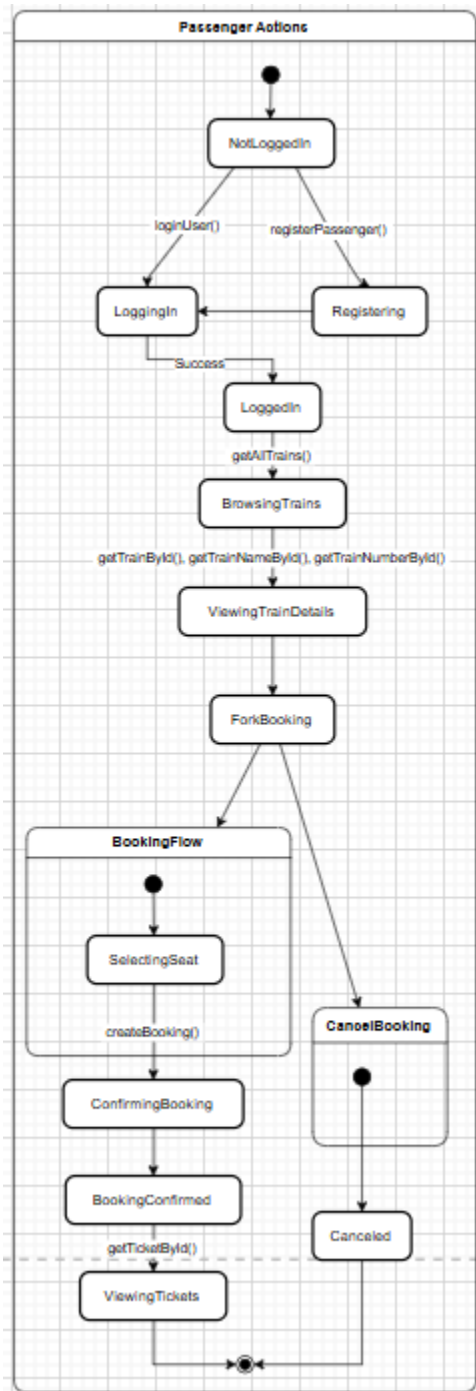 Passenger Actions
NotLoggedIn
loginUser()
registerPassenger()
LoggingIn
Registering
Success
LoggedIn
getAllTrains()
BrowsingTrains
getTrainById(), getTrainNameById(), getTrainNumberById()
ViewingTrainDetails
ForkBooking
BookingFlow
SelectingSeat
createBooking()
CancelBooking
ConfirmingBooking
BookingConfirmed
getTicketById()
Canceled
ViewingTickets